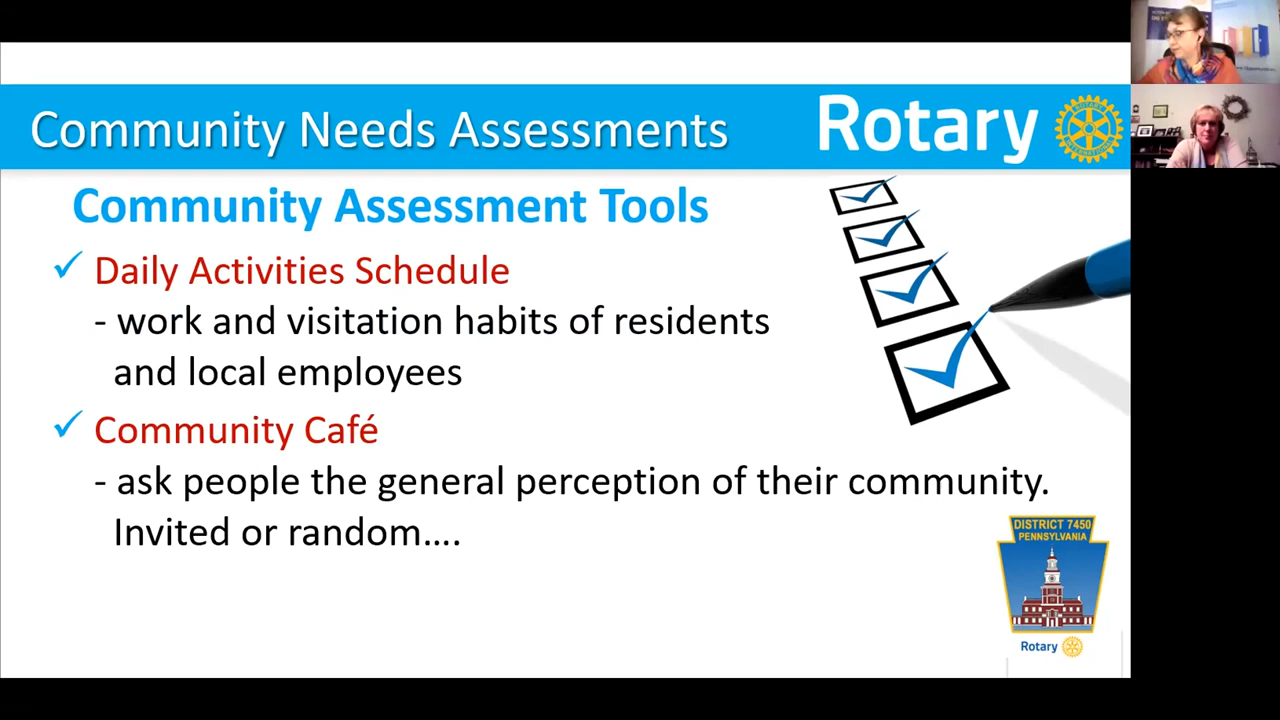 Community Needs Assessments
Rotary
Community Assessment Tools
Daily Activities Schedule
- work and visitation habits of residents
and local employees
Community Café
- ask people the general perception of their community.
Invited or random....
DISTRICT 7450
PENNSYLVANIA
Rotary